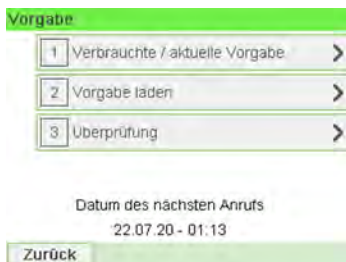 Vorgabe
1 Verbrauchte / aktuelle Vorgabe
2 Vorgabe laden
3 Überprüfung
Datum des nächsten Anrufs
22.07.20 - 01:13
Zurück